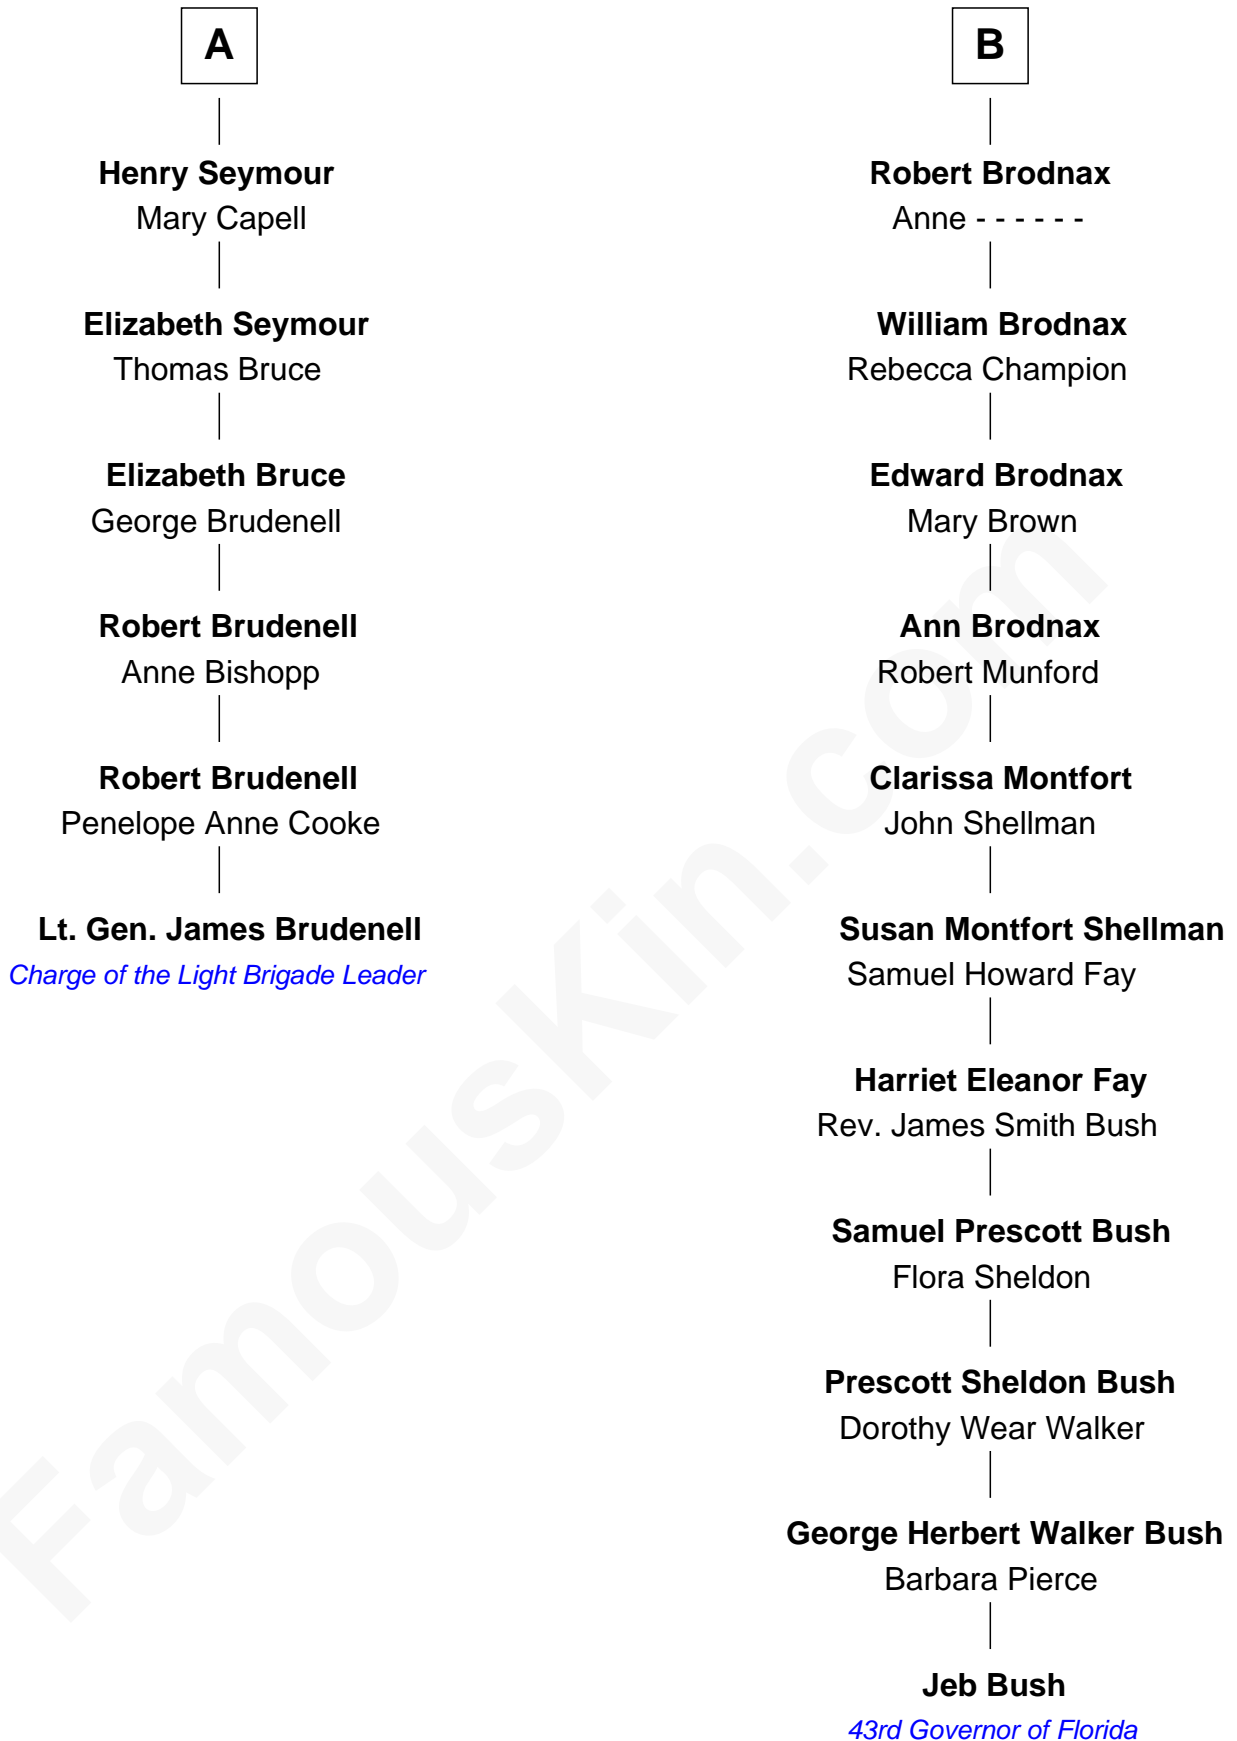 A
Henry Seymour
Mary Capell
Elizabeth Seymour
Thomas Bruce
Elizabeth Bruce
George Brudenell
Robert Brudenell
Anne Bishopp
Robert Brudenell
Penelope Anne Cooke
Lt. Gen. James Brudenell
Charge of the Light Brigade Leader
B
Robert Brodnax
Anne - - - - - -
William Brodnax
Rebecca Champion
Edward Brodnax
Mary Brown
Ann Brodnax
Robert Munford
Clarissa Montfort
John Shellman
Susan Montfort Shellman
Samuel Howard Fay
Harriet Eleanor Fay
Rev. James Smith Bush
Samuel Prescott Bush
Flora Sheldon
Prescott Sheldon Bush
Dorothy Wear Walker
George Herbert Walker Bush
Barbara Pierce
Jeb Bush
43rd Governor of Florida
FamousKin.com